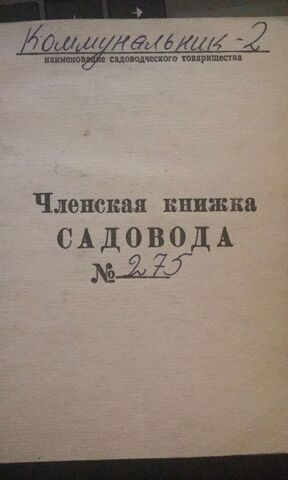 Коммунальник-2
наименование садоводческого товарищества
Членская книжка
САДОВОДА
№ 275